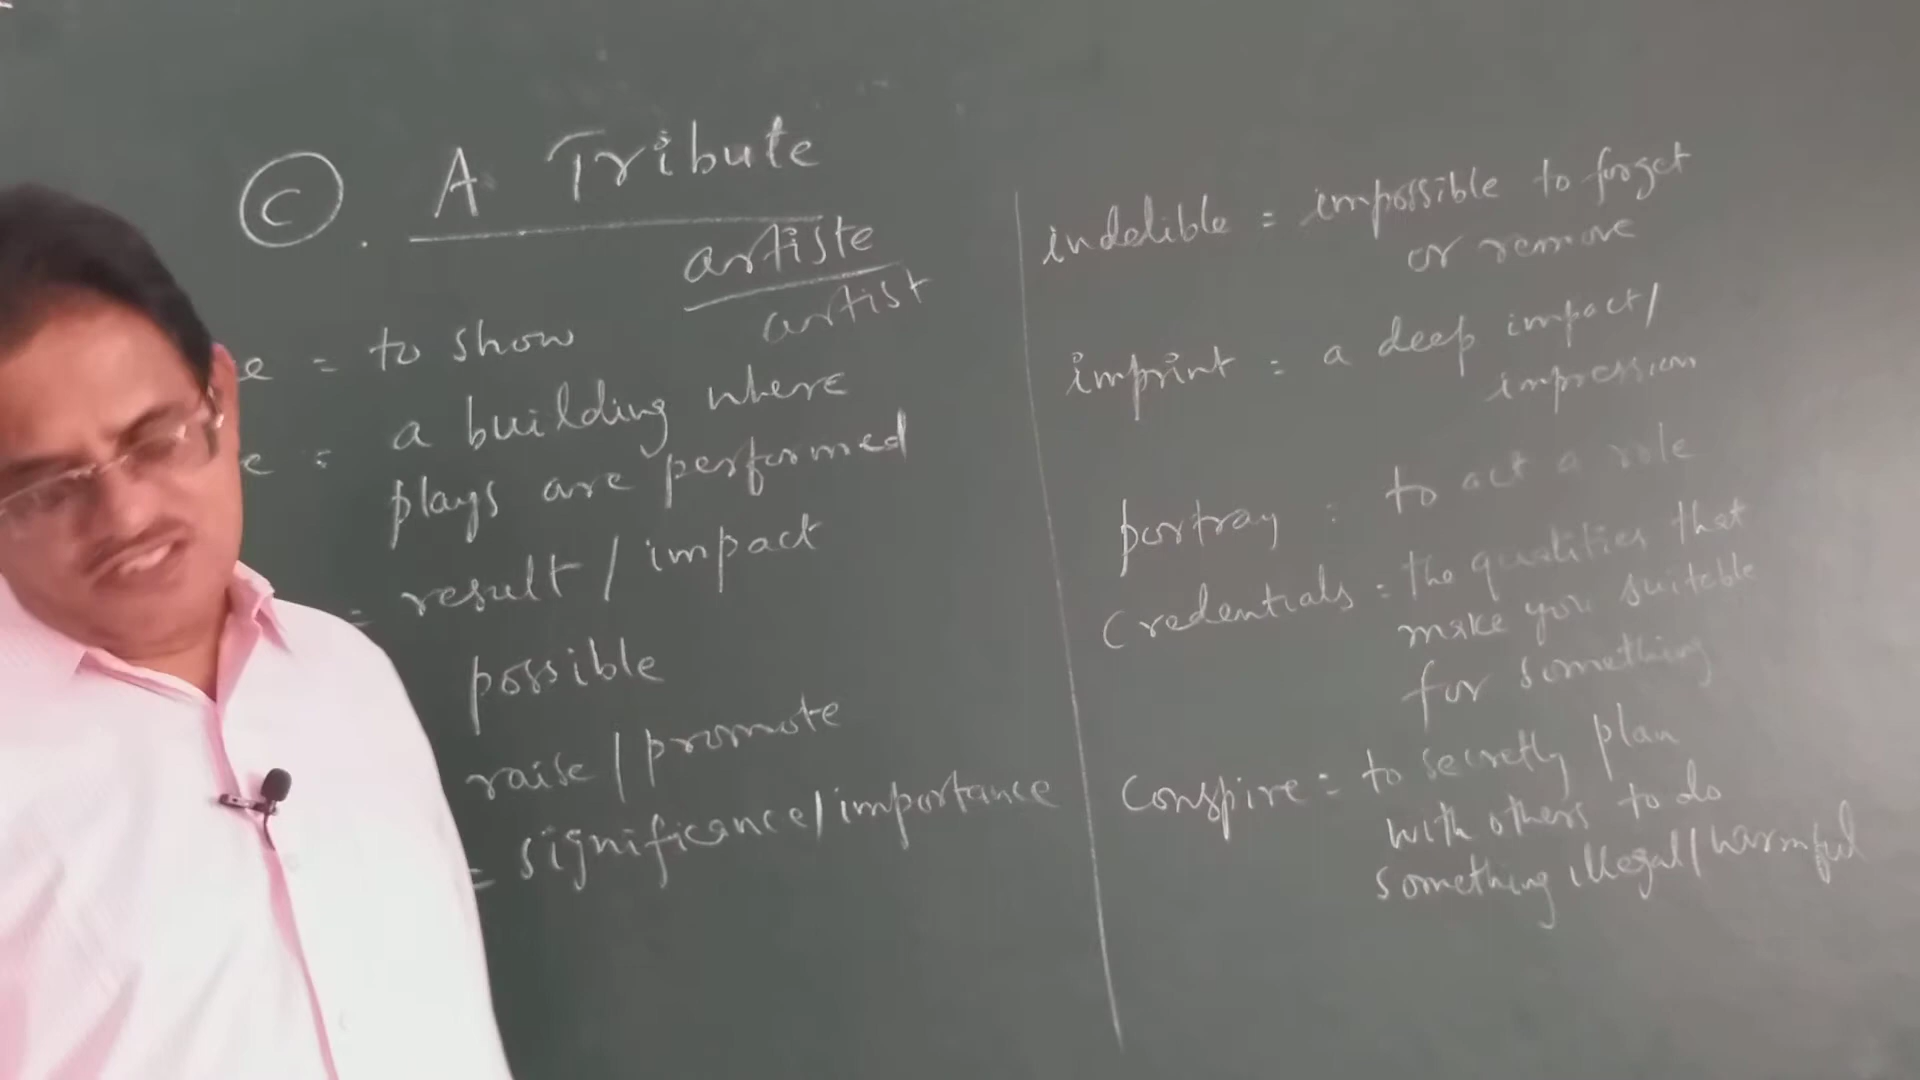 C . A Tribute
artiste
artist
e = to show
e = a building where
plays are performed
= result / impact
possible
raise / promote
= significance / importance
indelible = impossible to forget
or remove
imprint = a deep impact /
impression
portray = to act a role
Credentials = the qualities that
make you suitable
for something
Conspire = to secretly plan
with others to do
something illegal / harmful